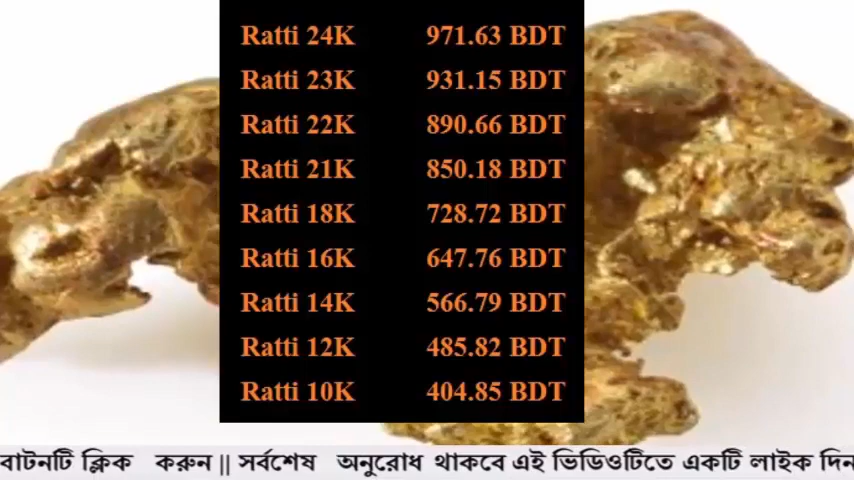 Ratti 24K 971.63 BDT
Ratti 23K 931.15 BDT
Ratti 22K 890.66 BDT
Ratti 21K 850.18 BDT
Ratti 18K 728.72 BDT
Ratti 16K 647.76 BDT
Ratti 14K 566.79 BDT
Ratti 12K 485.82 BDT
Ratti 10K 404.85 BDT
বাটনটি ক্লিক করুন || সর্বশেষ অনুরোধ থাকবে এই ভিডিওটিতে একটি লাইক দিন